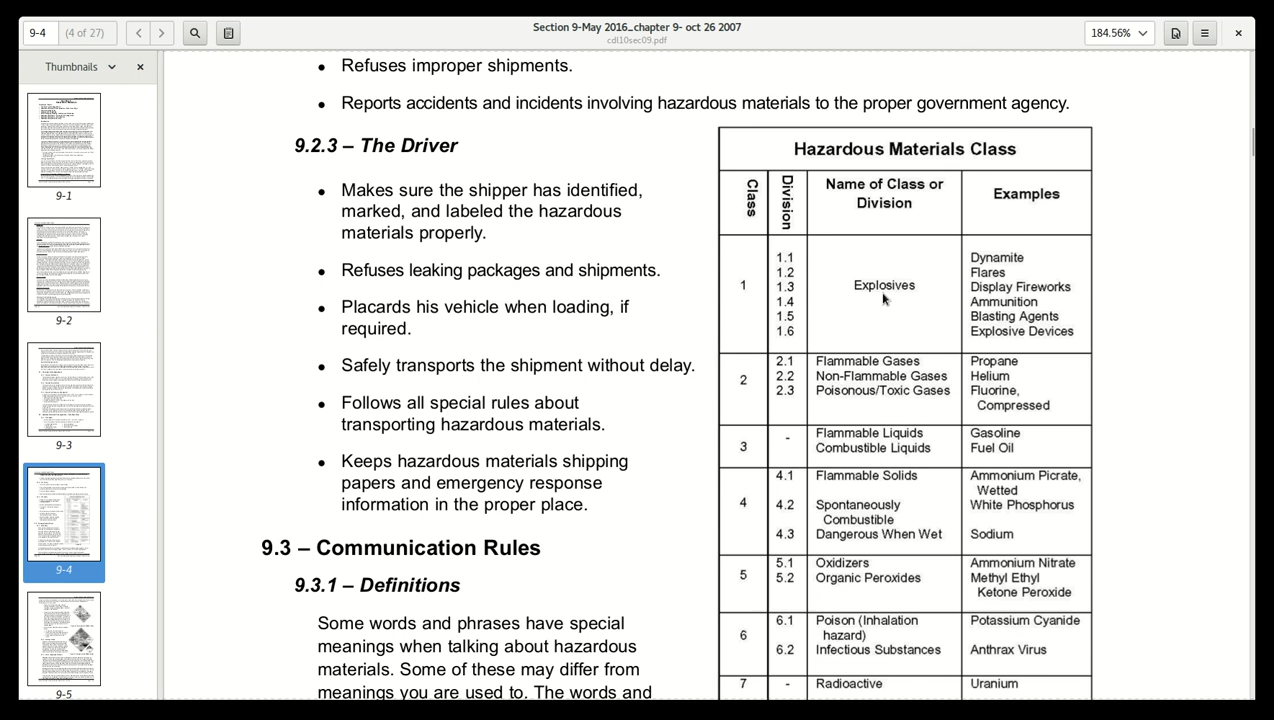 9-4 (4 of 27)
Section 9-May 2016_chapter 9- oct 26 2007
cdl10sec09.pdf
184.56%
Thumbnails
9-1
9-2
9-3
9-4
9-5
• Refuses improper shipments.
• Reports accidents and incidents involving hazardous materials to the proper government agency.
9.2.3 – The Driver
• Makes sure the shipper has identified,
marked, and labeled the hazardous
materials properly.
• Refuses leaking packages and shipments.
• Placards his vehicle when loading, if
required.
• Safely transports the shipment without delay.
• Follows all special rules about
transporting hazardous materials.
• Keeps hazardous materials shipping
papers and emergency response
information in the proper place.
9.3 – Communication Rules
9.3.1 – Definitions
Some words and phrases have special
meanings when talking about hazardous
materials. Some of these may differ from
meanings you are used to. The words and
Hazardous Materials Class
Class Division Name of Class or Division Examples
1 Explosives
1.1 Dynamite
1.2 Flares
1.3 Display Fireworks
1.4 Ammunition
1.5 Blasting Agents
1.6 Explosive Devices
2
2.1 Flammable Gases Propane
2.2 Non-Flammable Gases Helium
2.3 Poisonous/Toxic Gases Fluorine,
Compressed
3 -
Flammable Liquids Gasoline
Combustible Liquids Fuel Oil
4
4.1 Flammable Solids Ammonium Picrate,
Wetted
4.2 Spontaneously White Phosphorus
Combustible
4.3 Dangerous When Wet Sodium
5
5.1 Oxidizers Ammonium Nitrate
5.2 Organic Peroxides Methyl Ethyl
Ketone Peroxide
6
6.1 Poison (Inhalation Potassium Cyanide
hazard)
6.2 Infectious Substances Anthrax Virus
7 - Radioactive Uranium